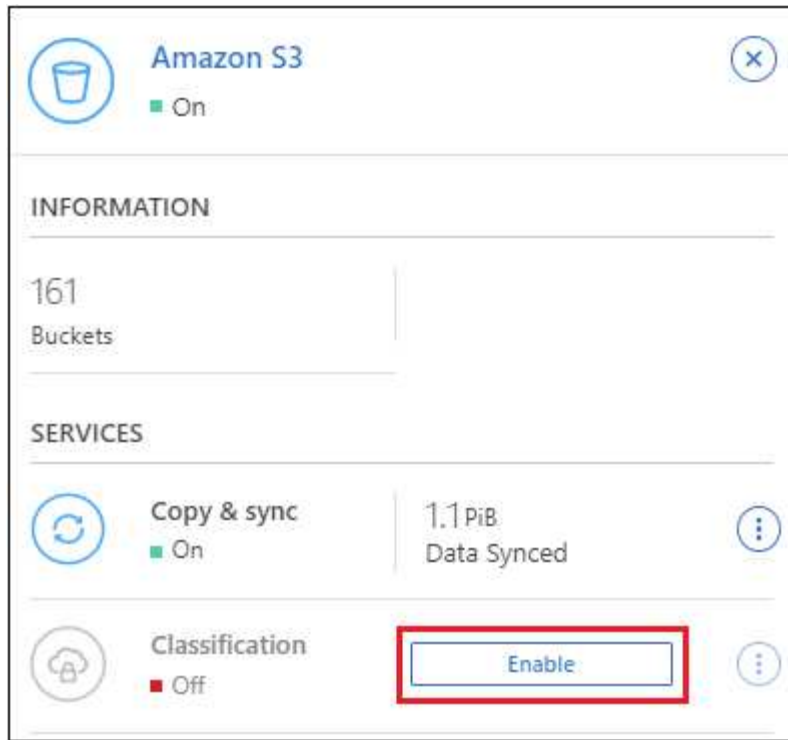 Amazon S3
On
INFORMATION
161
Buckets
SERVICES
Copy & sync
On
1.1 PiB
Data Synced
Classification
Off
Enable